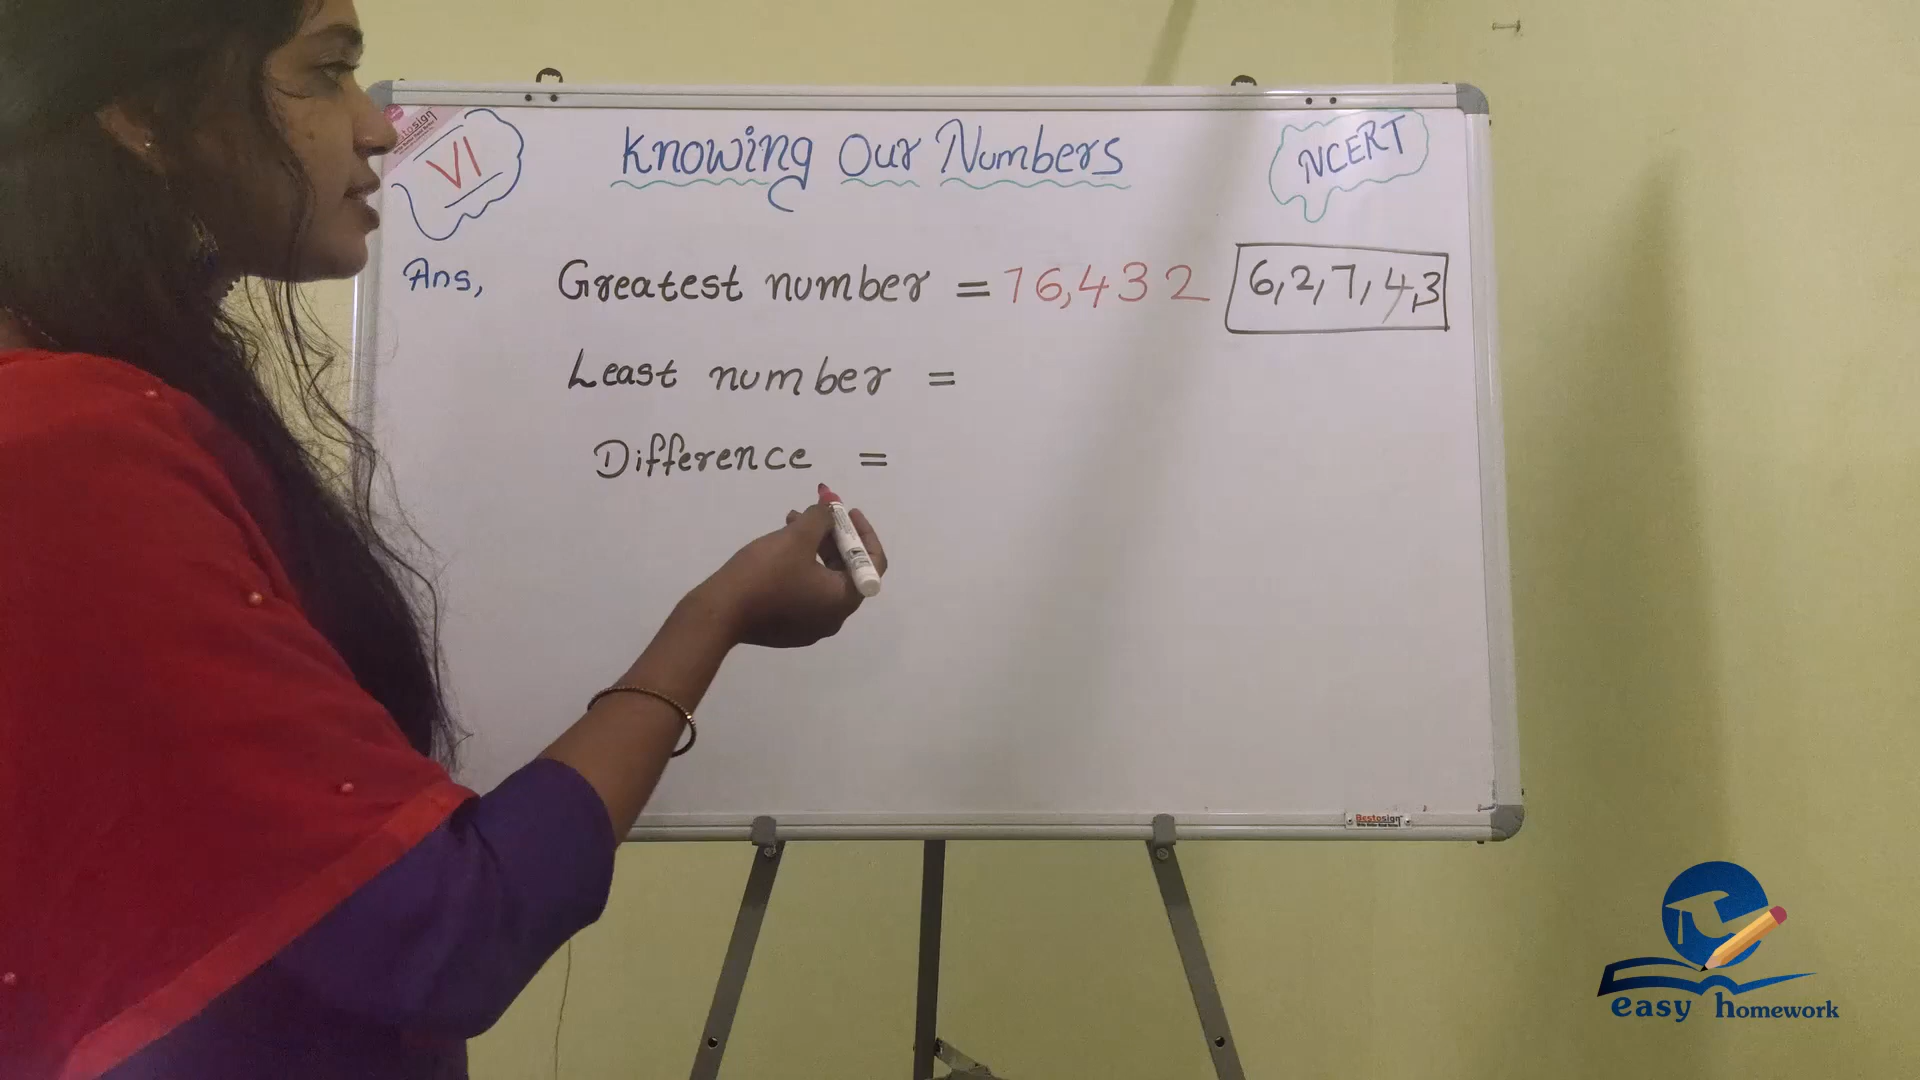 VI
Knowing Our Numbers
NCERT
Ans, Greatest number = 76,432
6,2,7,4,3
Least number =
Difference =
Bestosign
easy homework